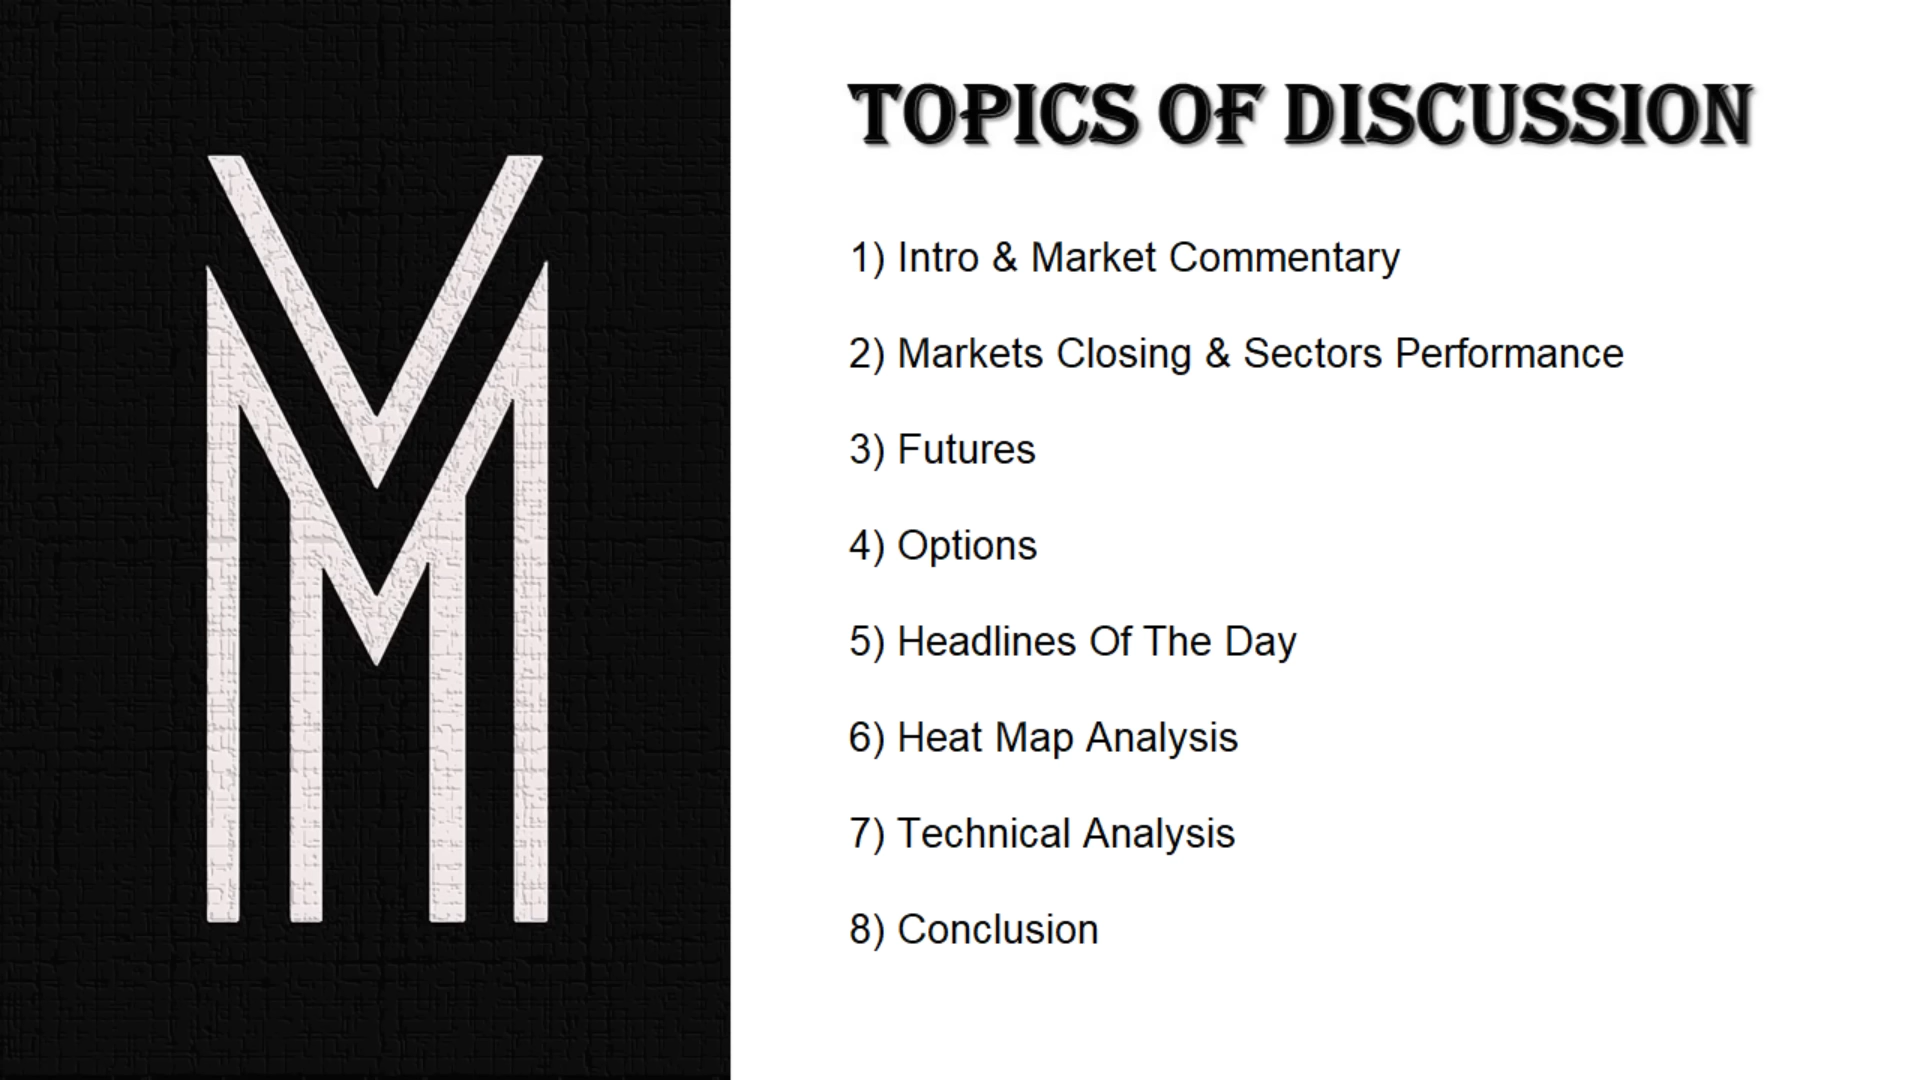 TOPICS OF DISCUSSION
1) Intro & Market Commentary
2) Markets Closing & Sectors Performance
3) Futures
4) Options
5) Headlines Of The Day
6) Heat Map Analysis
7) Technical Analysis
8) Conclusion